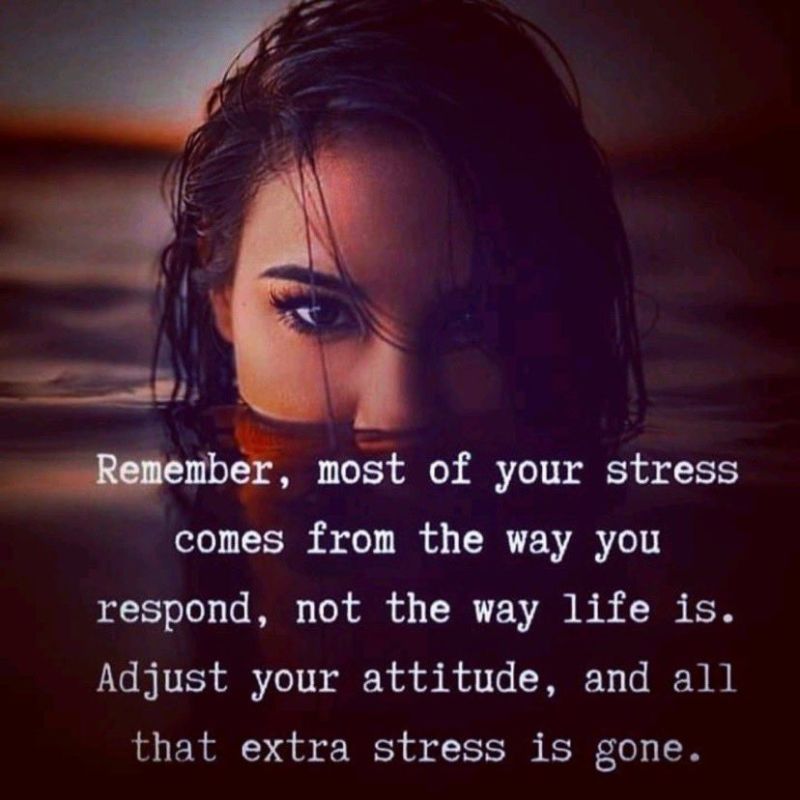 Remember, most of your stress
comes from the way you
respond, not the way life is.
Adjust your attitude, and all
that extra stress is gone.